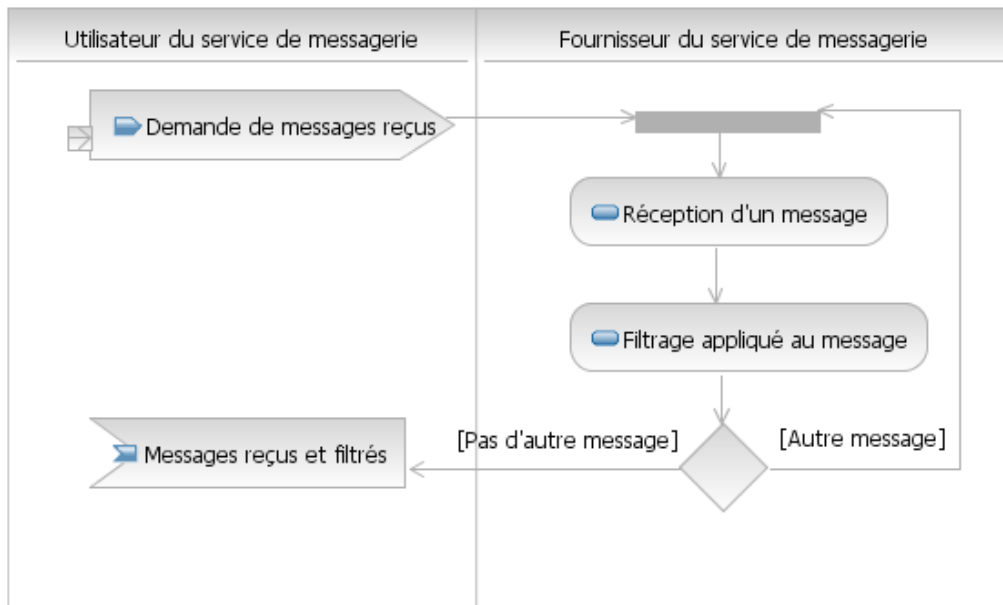 Utilisateur du service de messagerie
Fournisseur du service de messagerie
Demande de messages reçus
Réception d'un message
Filtrage appliqué au message
[Pas d'autre message]
[Autre message]
Messages reçus et filtrés